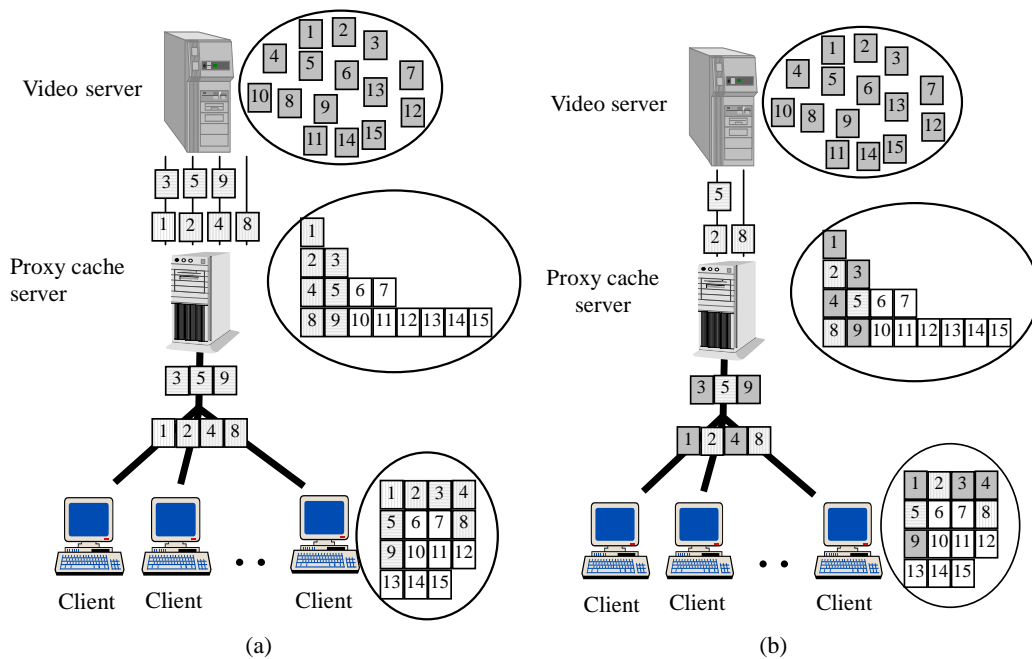 1 2 3
4 5 6 7
Video server
10 8 9 13 12
11 14 15
3 5 9
1 2 4 8
Proxy cache
server
1
2 3
4 5 6 7
8 9 10 11 12 13 14 15
3 5 9
1 2 4 8
1 2 3 4
5 6 7 8
9 10 11 12
13 14 15
Client Client Client
(a)
1 2 3
4 5 6 7
Video server
10 8 9 13 12
11 14 15
5
2 8
Proxy cache
server
1
2 3
4 5 6 7
8 9 10 11 12 13 14 15
3 5 9
1 2 4 8
1 2 3 4
5 6 7 8
9 10 11 12
13 14 15
Client Client Client
(b)